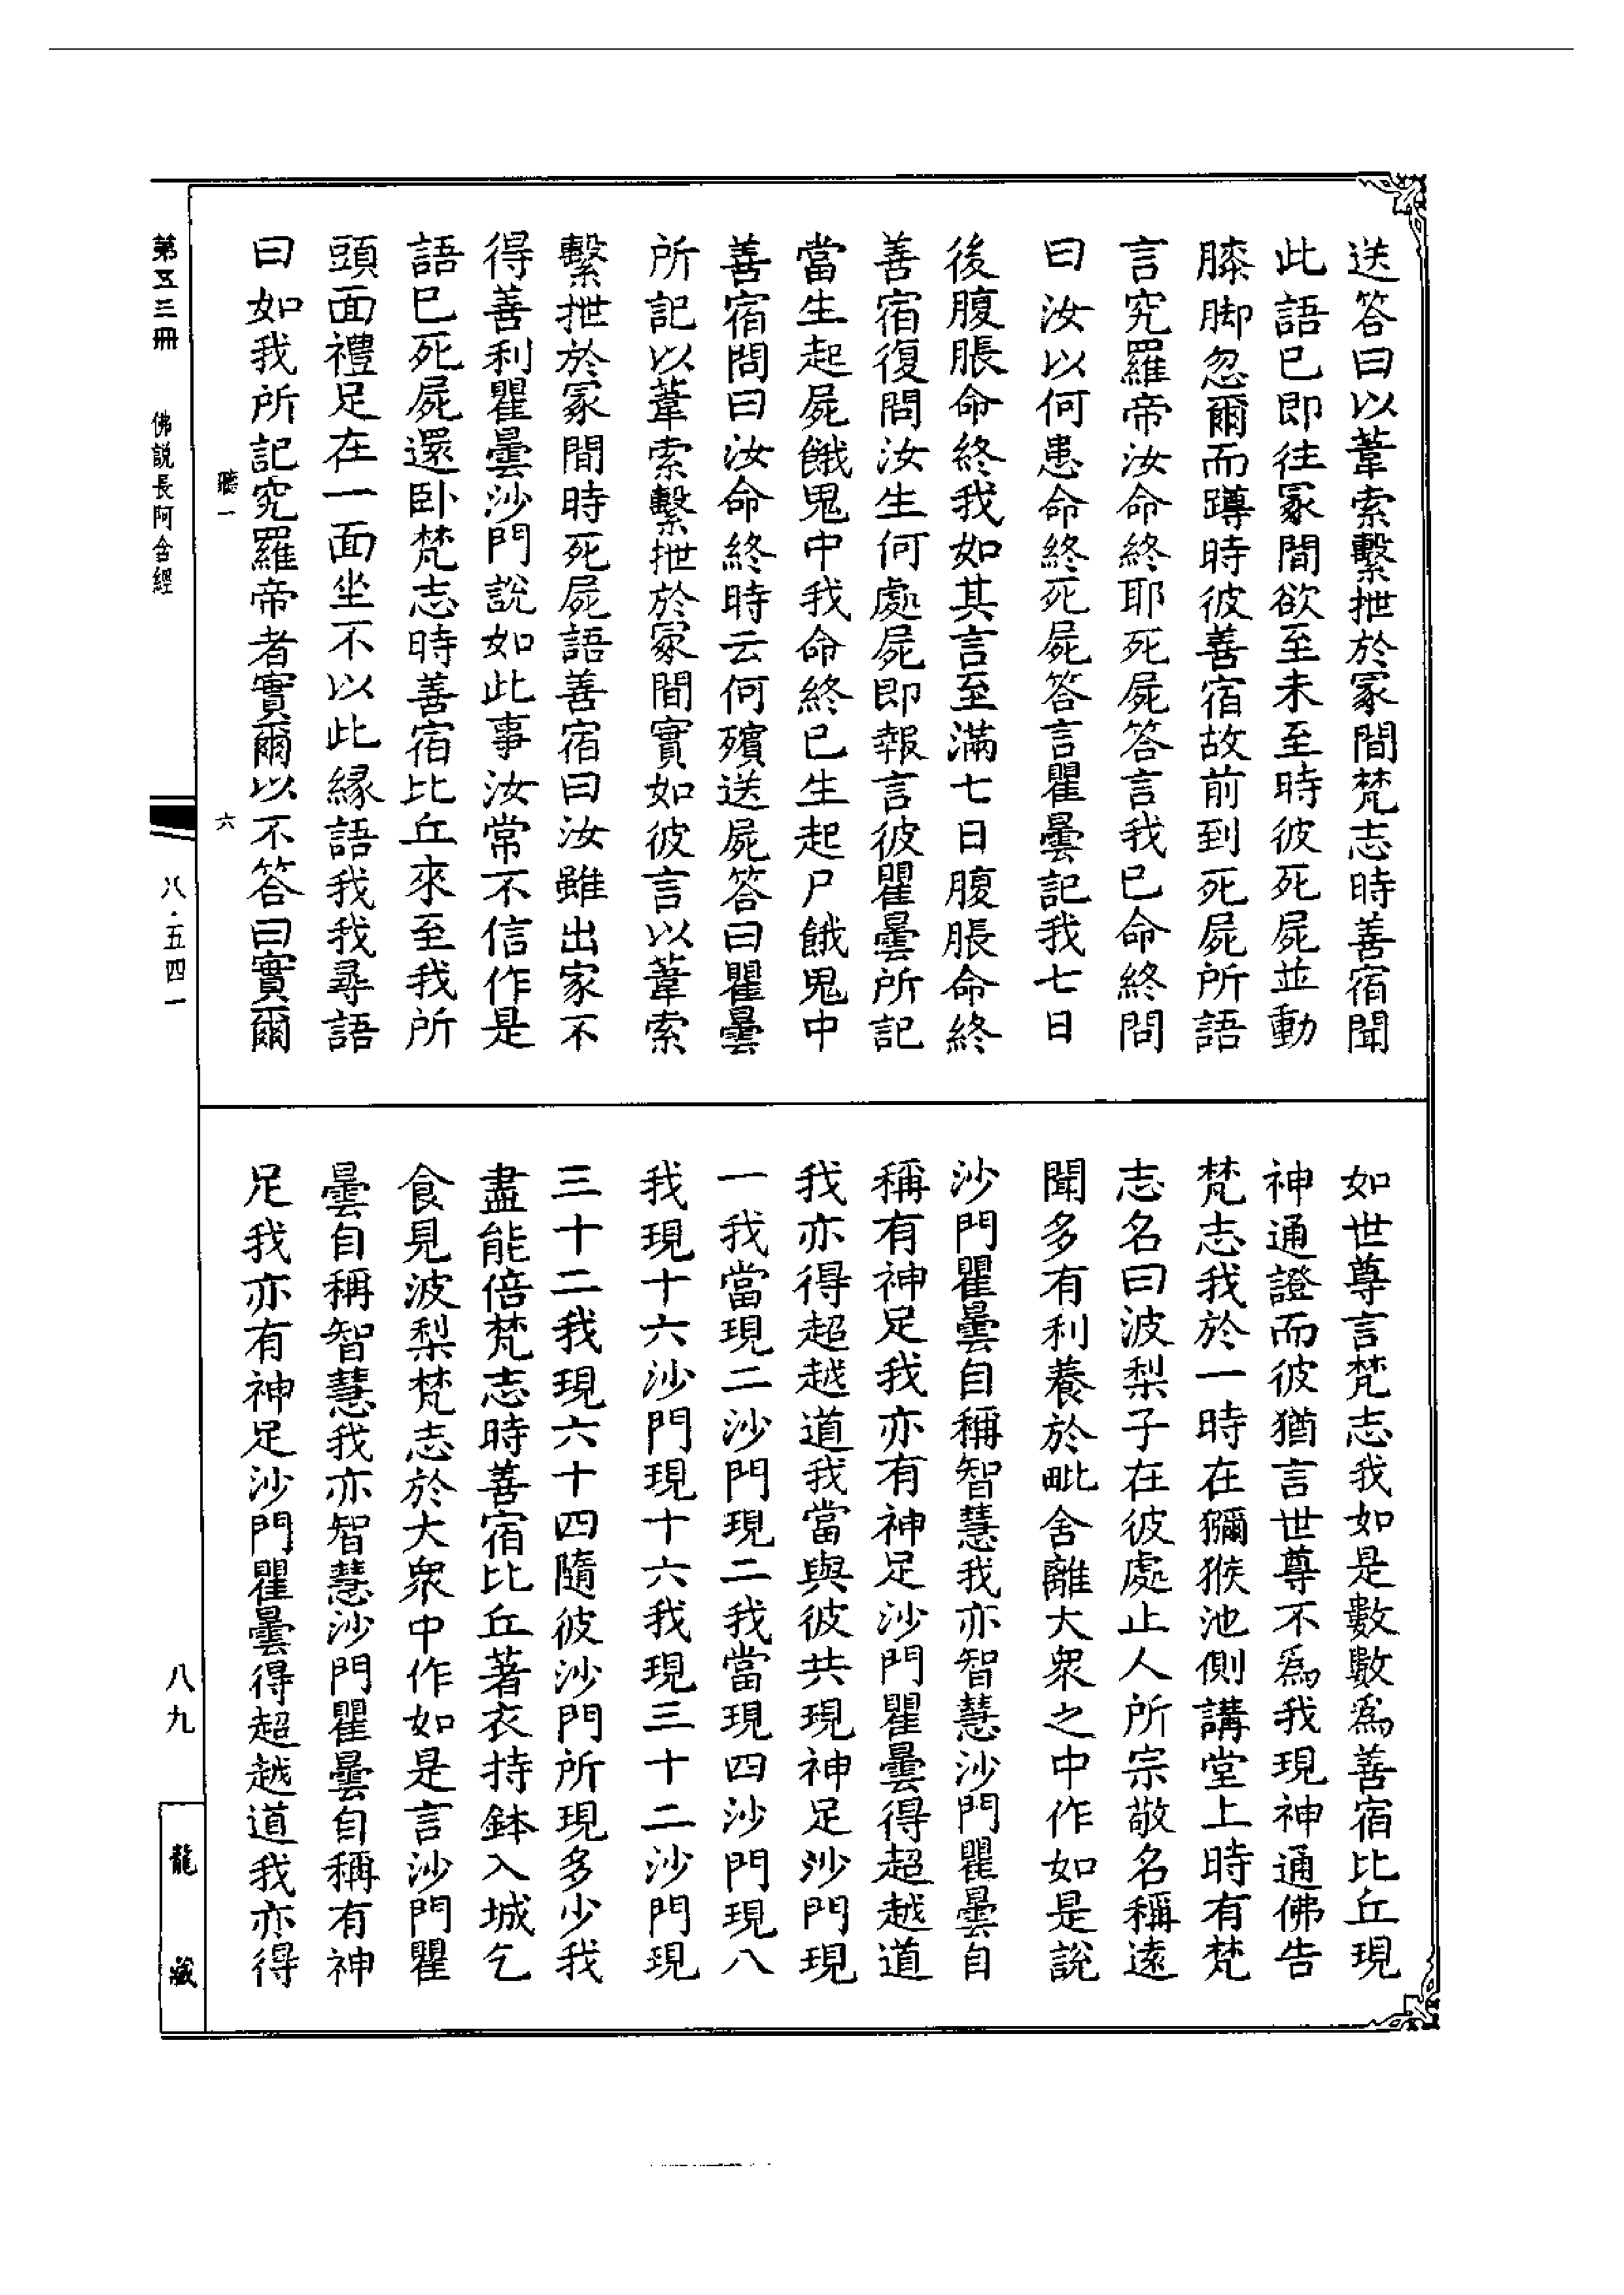 送答曰以葦索繫抴於冢間梵志時善宿聞
此語已即往冢間欲至未至時彼死屍並動
膝脚忽爾而蹲時彼善宿故前到死屍所語
言究羅帝汝命終耶死屍答言我已命終問
曰汝以何患命終死屍答言瞿曇記我七日
後腹脹命終我如其言至滿七日腹脹命終
善宿復問汝生何處屍即報言彼瞿曇所記
當生起屍餓鬼中我命終已生起尸餓鬼中
善宿問曰汝命終時云何殯送屍答曰瞿曇
所記以葦索繫抴於冢間實如彼言以葦索
繫抴於冢間時死屍語善宿曰汝雖出家不
得善利瞿曇沙門說如此事汝常不信作是
語已死屍還卧梵志時善宿比丘來至我所
頭面禮足在一面坐不以此緣語我我尋語
曰如我所記究羅帝者實爾以不答曰實爾
如世尊言梵志我如是數數爲善宿比丘現
神通證而彼猶言世尊不爲我現神通佛告
梵志我於一時在獼猴池側講堂上時有梵
志名曰波梨子在彼處止人所宗敬名稱遠
聞多有利養於毗舍離大衆之中作如是說
沙門瞿曇自稱智慧我亦智慧沙門瞿曇自
稱有神足我亦有神足沙門瞿曇得超越道
我亦得超越道我當與彼共現神足沙門現
一我當現二沙門現二我當現四沙門現八
我現十六沙門現十六我現三十二沙門現
三十二我現六十四隨彼沙門所現多少我
盡能倍梵志時善宿比丘著衣持鉢入城乞
食見波梨梵志於大衆中作如是言沙門瞿
曇自稱智慧我亦智慧沙門瞿曇自稱有神
足我亦有神足沙門瞿曇得超越道我亦得
聽一 六
第五三冊 佛說長阿含經
八·五四一
八九
龍藏